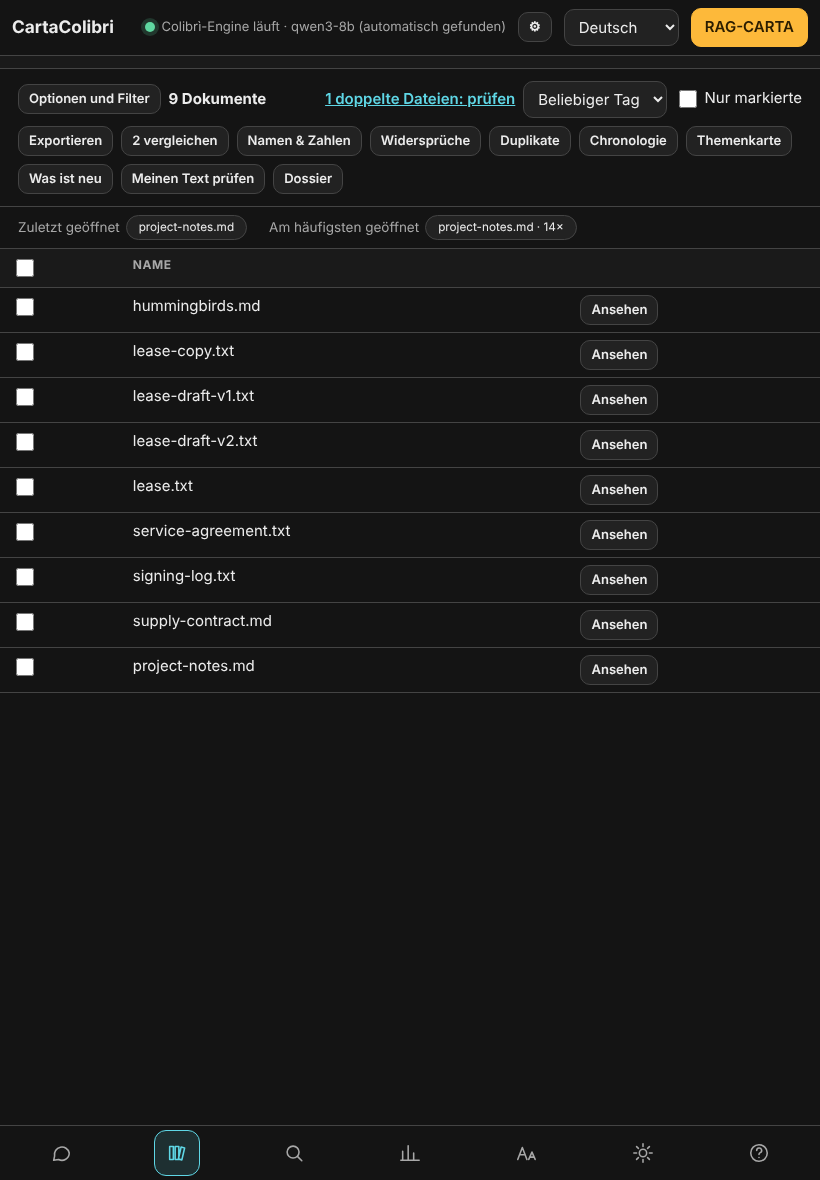 CartaColibri
Colibrì-Engine läuft · qwen3-8b (automatisch gefunden)
Deutsch
RAG-CARTA
Optionen und Filter
9 Dokumente
1 doppelte Dateien: prüfen
Beliebiger Tag
Nur markierte
Exportieren
2 vergleichen
Namen & Zahlen
Widersprüche
Duplikate
Chronologie
Themenkarte
Was ist neu
Meinen Text prüfen
Dossier
Zuletzt geöffnet
project-notes.md
Am häufigsten geöffnet
project-notes.md · 14×
NAME
hummingbirds.md
Ansehen
lease-copy.txt
Ansehen
lease-draft-v1.txt
Ansehen
lease-draft-v2.txt
Ansehen
lease.txt
Ansehen
service-agreement.txt
Ansehen
signing-log.txt
Ansehen
supply-contract.md
Ansehen
project-notes.md
Ansehen
AA